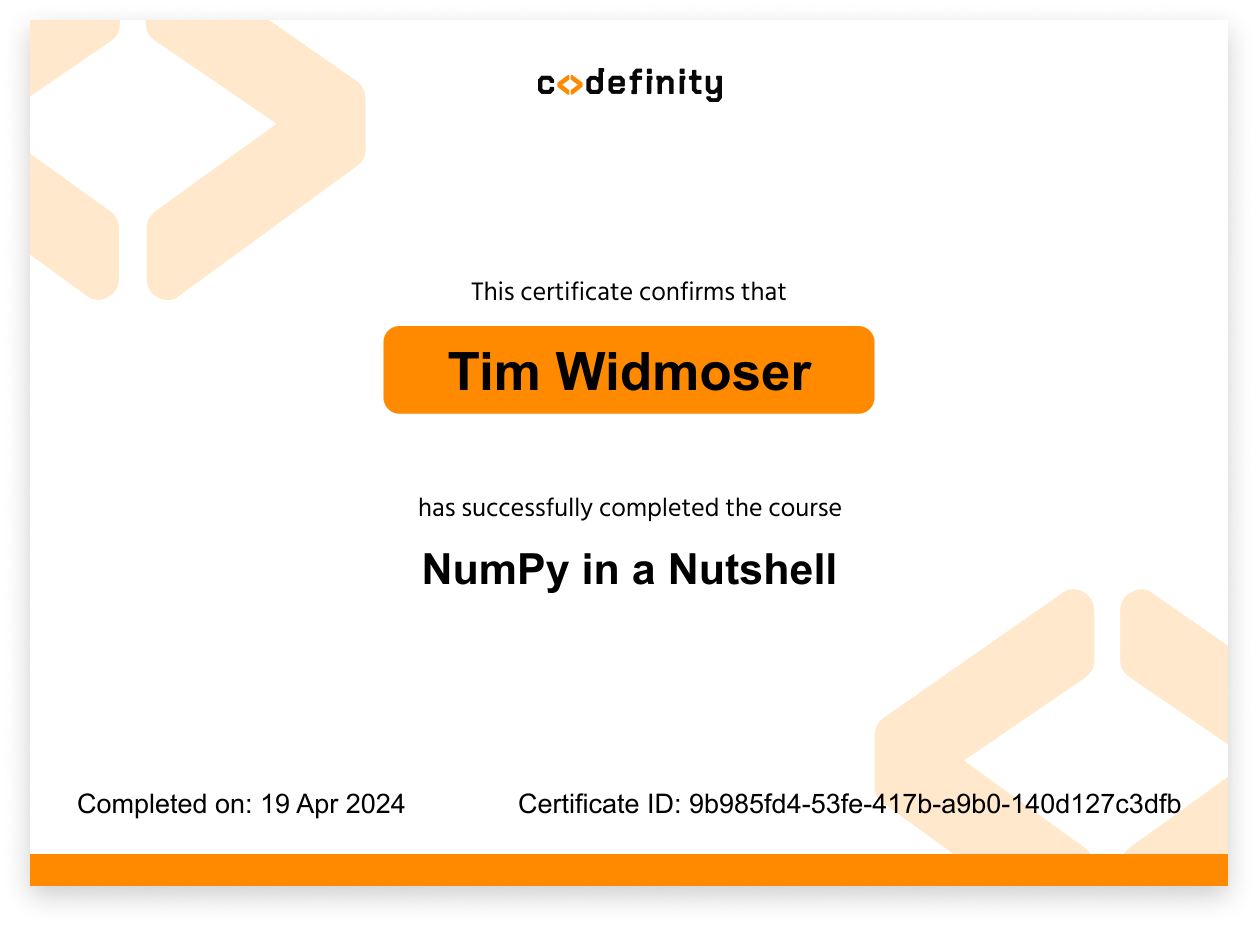 codefinity
This certificate confirms that
Tim Widmoser
has successfully completed the course
NumPy in a Nutshell
Completed on: 19 Apr 2024
Certificate ID: 9b985fd4-53fe-417b-a9b0-140d127c3dfb